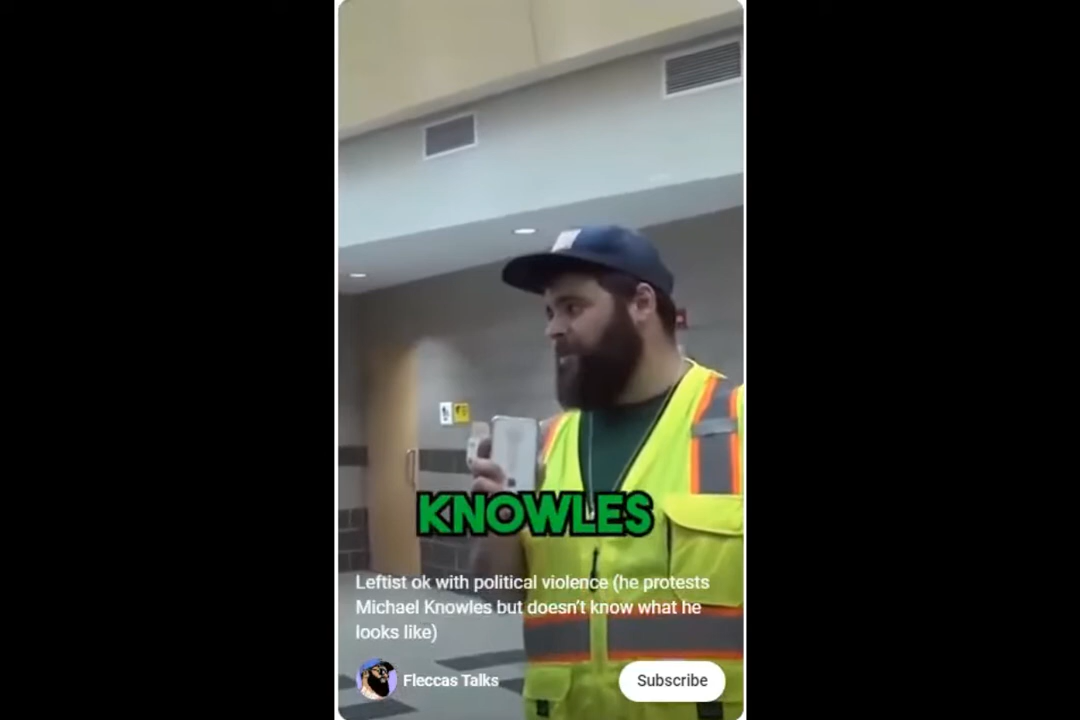 KNOWLES
Leftist ok with political violence (he protests
Michael Knowles but doesn't know what he
looks like)
Fleccas Talks
Subscribe